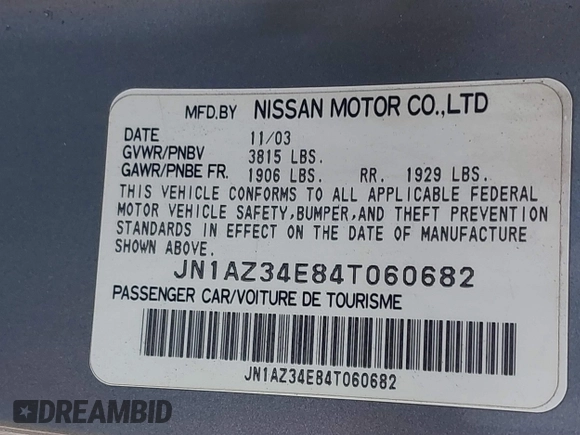 MFD.BY NISSAN MOTOR CO.,LTD
DATE 11/03
GVWR/PNBV 3815 LBS.
GAWR/PNBE FR. 1906 LBS. RR. 1929 LBS.
THIS VEHICLE CONFORMS TO ALL APPLICABLE FEDERAL
MOTOR VEHICLE SAFETY,BUMPER,AND THEFT PREVENTION
STANDARDS IN EFFECT ON THE DATE OF MANUFACTURE
SHOWN ABOVE.
JN1AZ34E84T060682
PASSENGER CAR/VOITURE DE TOURISME
JN1AZ34E84T060682
DREAMBID